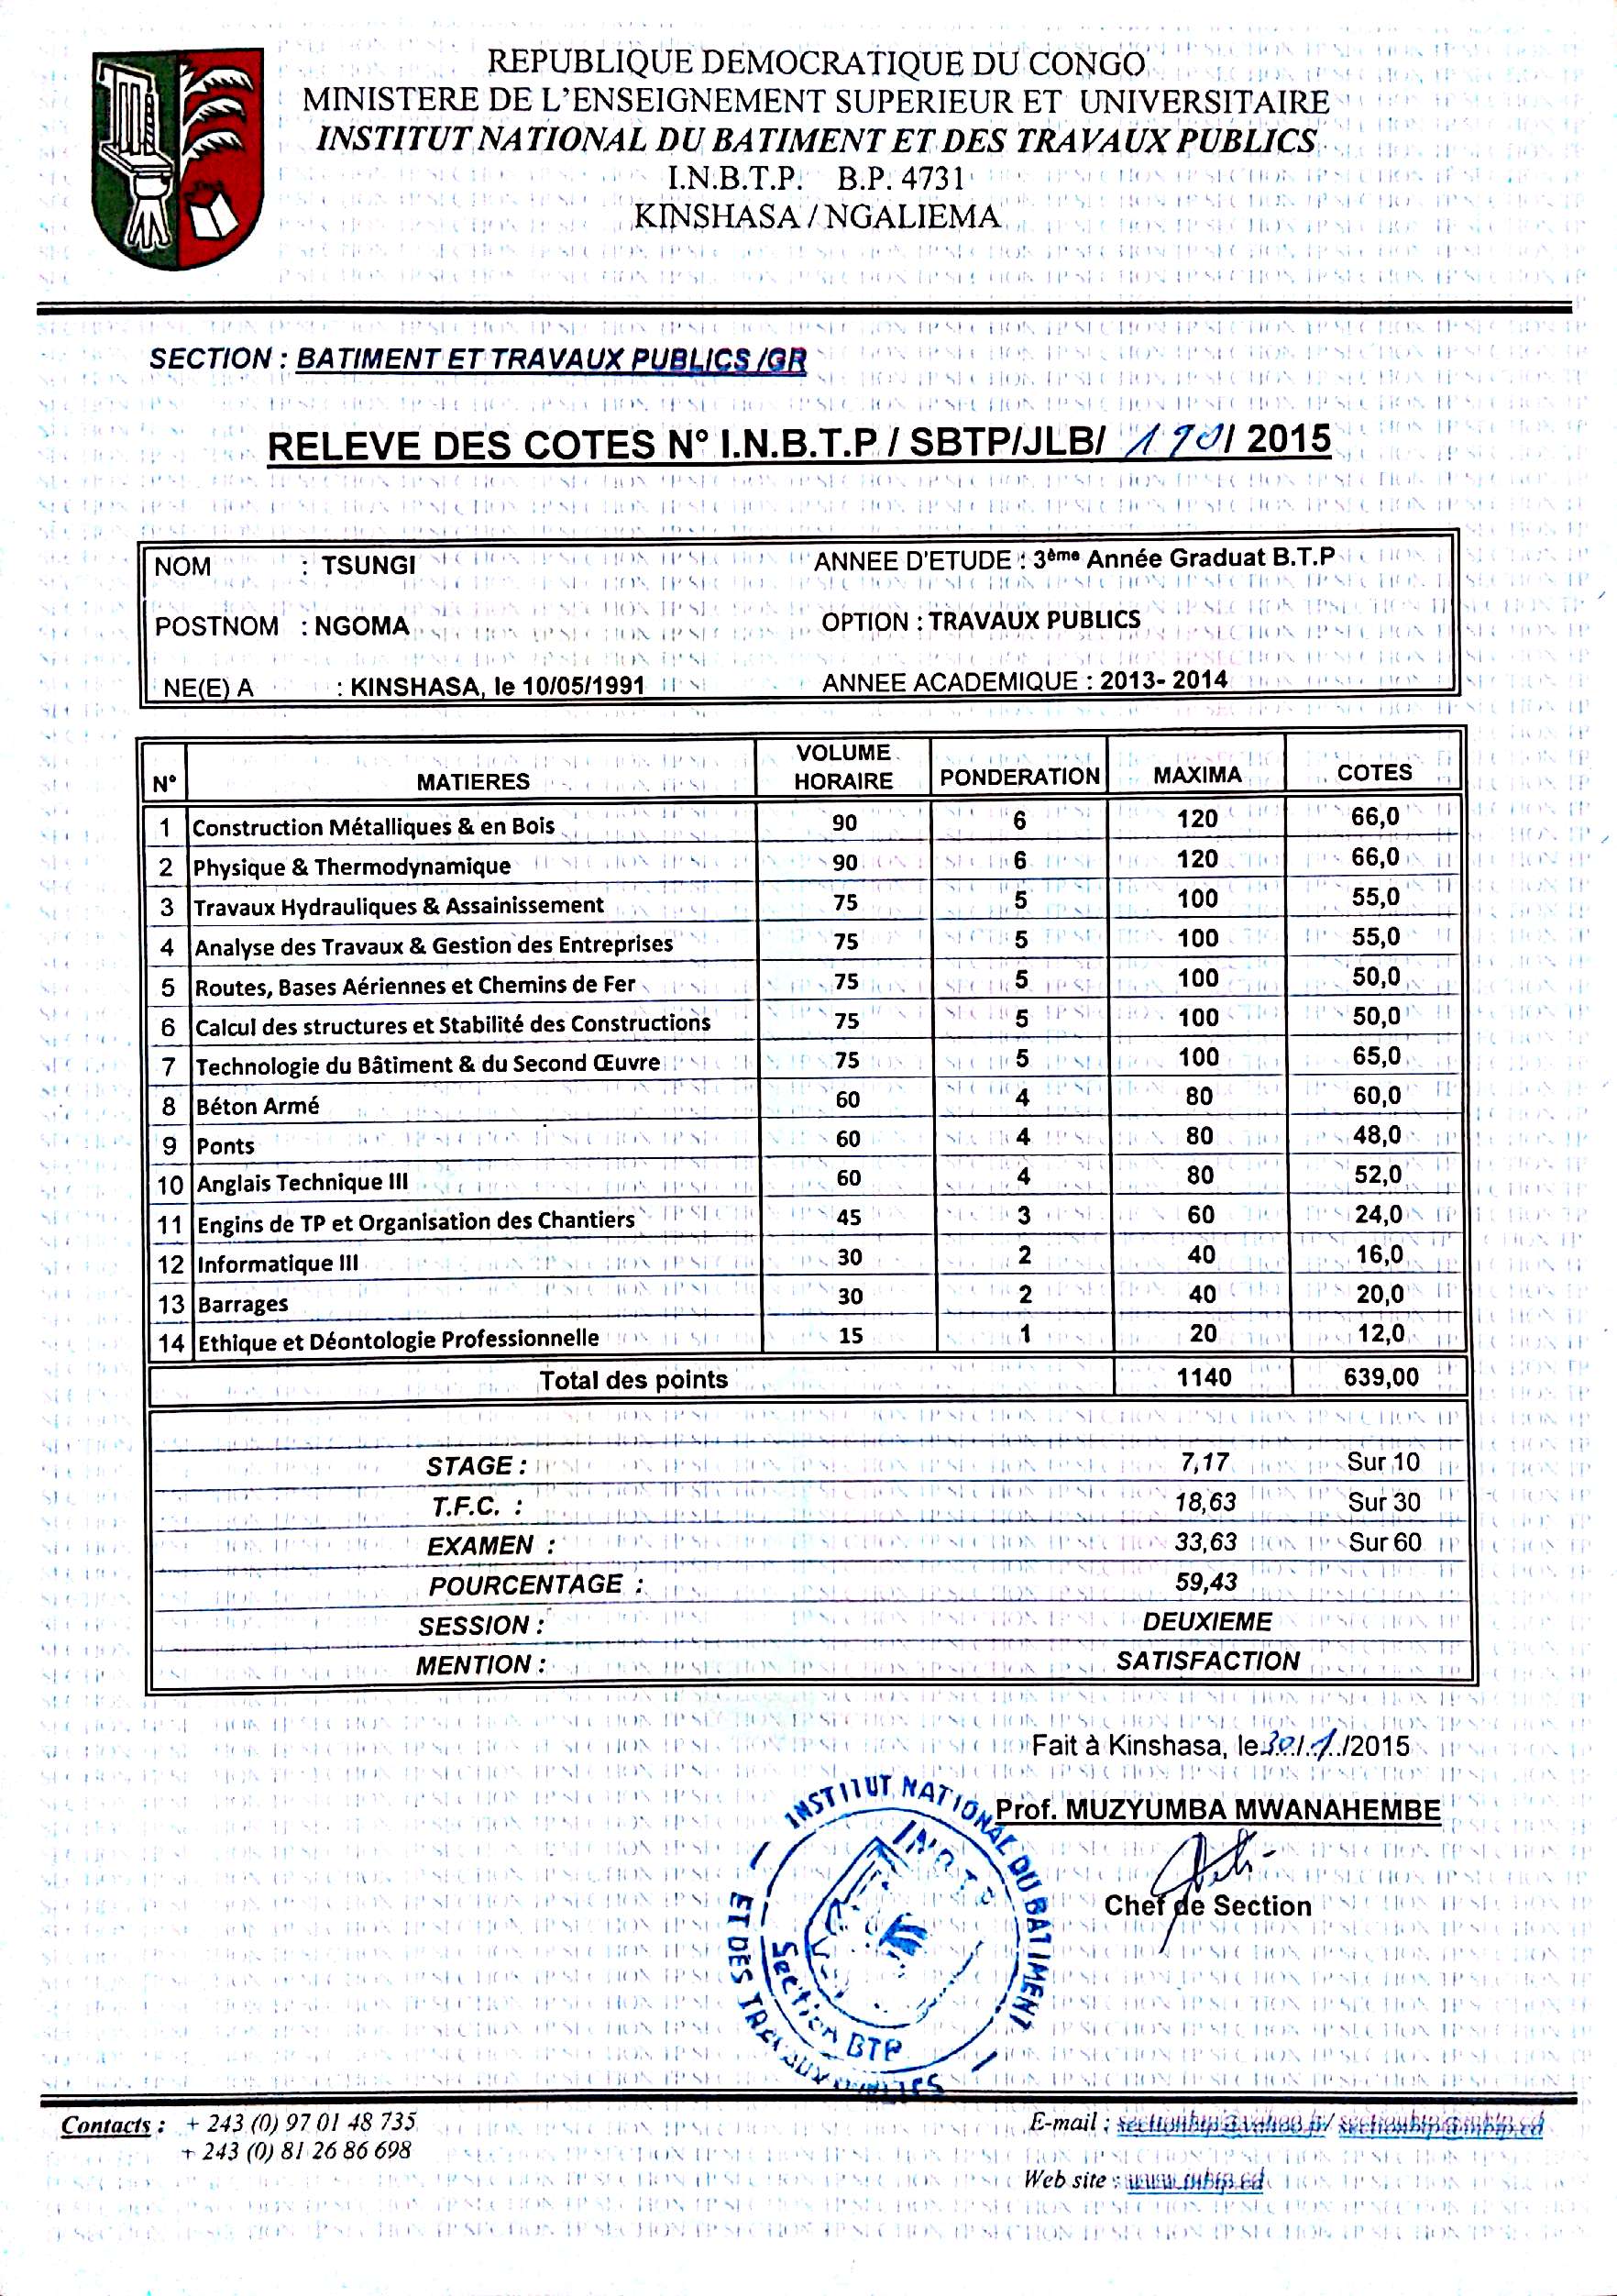 REPUBLIQUE DEMOCRATIQUE DU CONGO
MINISTERE DE L'ENSEIGNEMENT SUPERIEUR ET UNIVERSITAIRE
INSTITUT NATIONAL DU BATIMENT ET DES TRAVAUX PUBLICS
I.N.B.T.P. B.P. 4731
KINSHASA / NGALIEMA
SECTION : BATIMENT ET TRAVAUX PUBLICS /GR
RELEVE DES COTES N° I.N.B.T.P / SBTP/JLB/ 190/ 2015
NOM : TSUNGI ANNEE D'ETUDE : 3ème Année Graduat B.T.P
POSTNOM : NGOMA OPTION : TRAVAUX PUBLICS
NE(E) A : KINSHASA, le 10/05/1991 ANNEE ACADEMIQUE : 2013- 2014
N° MATIERES VOLUME HORAIRE PONDERATION MAXIMA COTES
1 Construction Métalliques & en Bois 90 6 120 66,0
2 Physique & Thermodynamique 90 6 120 66,0
3 Travaux Hydrauliques & Assainissement 75 5 100 55,0
4 Analyse des Travaux & Gestion des Entreprises 75 5 100 55,0
5 Routes, Bases Aériennes et Chemins de Fer 75 5 100 50,0
6 Calcul des structures et Stabilité des Constructions 75 5 100 50,0
7 Technologie du Bâtiment & du Second Œuvre 75 5 100 65,0
8 Béton Armé 60 4 80 60,0
9 Ponts 60 4 80 48,0
10 Anglais Technique III 60 4 80 52,0
11 Engins de TP et Organisation des Chantiers 45 3 60 24,0
12 Informatique III 30 2 40 16,0
13 Barrages 30 2 40 20,0
14 Ethique et Déontologie Professionnelle 15 1 20 12,0
Total des points 1140 639,00
STAGE : 7,17 Sur 10
T.F.C. : 18,63 Sur 30
EXAMEN : 33,63 Sur 60
POURCENTAGE : 59,43
SESSION : DEUXIEME
MENTION : SATISFACTION
Fait à Kinshasa, le 30/1/2015
Prof. MUZYUMBA MWANAHEMBE
Chef de Section
INSTITUT NATIONAL DU BATIMENT
ET DES TRAVAUX PUBLICS
Section BTP
Contacts : + 243 (0) 97 01 48 735
+ 243 (0) 81 26 86 698
E-mail : sectionbtp@yahoo.fr/ sectionbtp@inbtp.cd
Web site : www.inbtp.cd